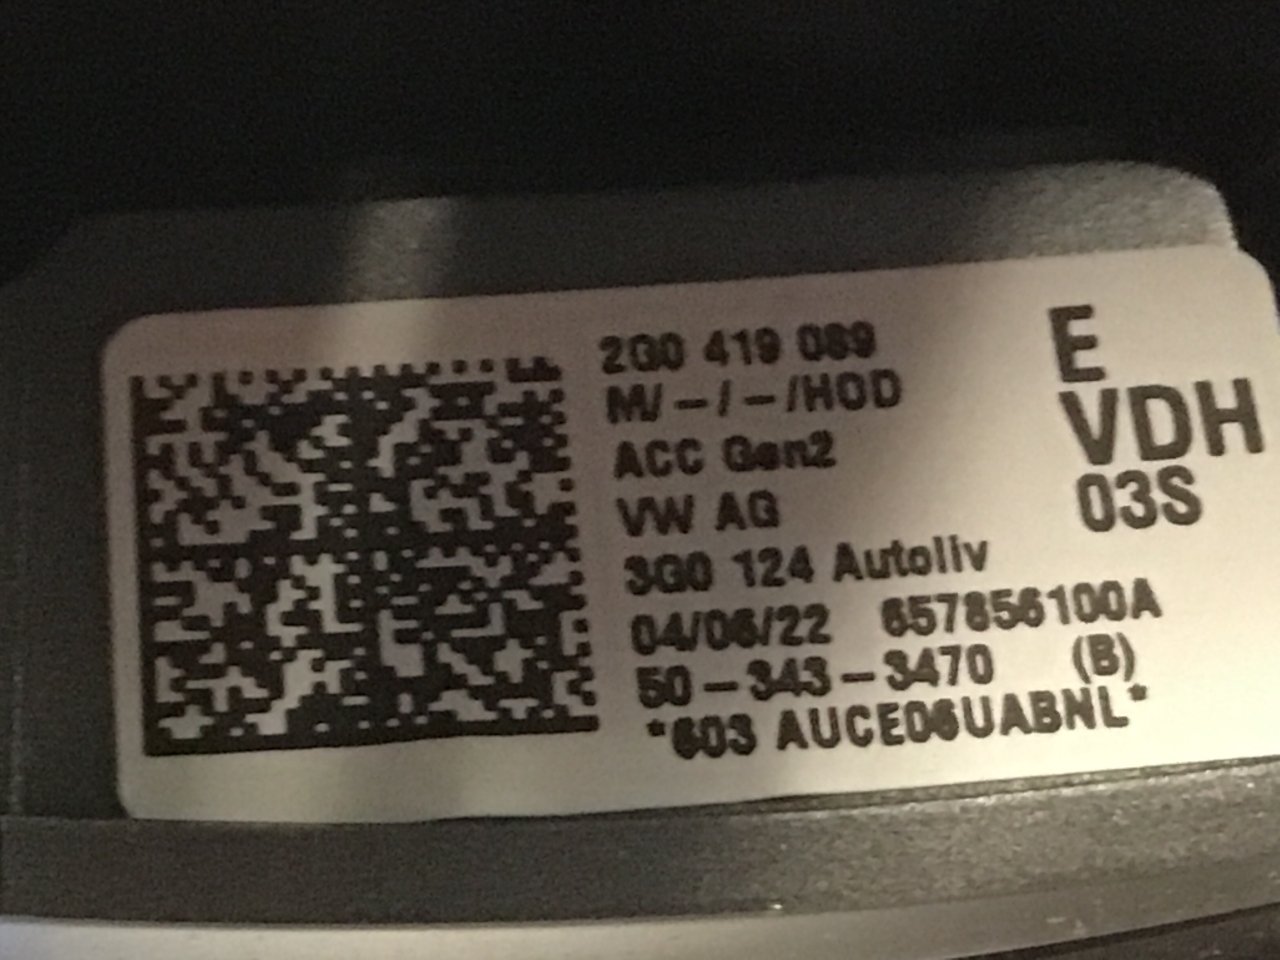 2G0 419 089
E
M/-/-/HOD
VDH
ACC Gen2
03S
VW AG
3G0 124 Autoliv
04/06/22 657856100A
50-343-3470 (B)
*603 AUCE06UABNL*